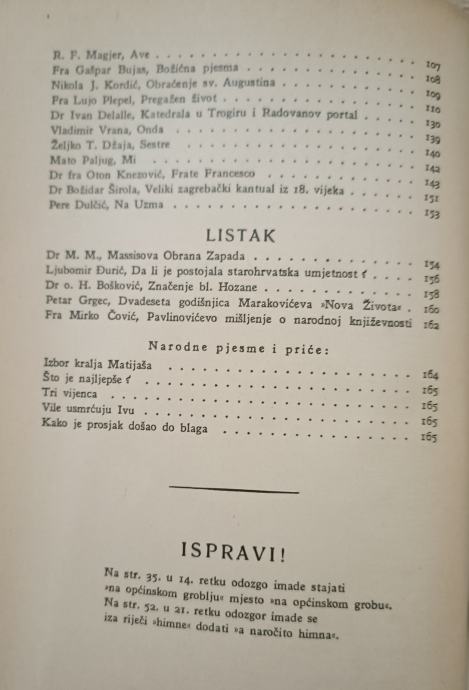 R. F. Magjer, Ave . . . . . . . . . . . . . . . . . . 107
Fra Gašpar Bujas, Božićna pjesma . . . . . . . . . . . . 108
Nikola J. Kordić, Obraćenje sv. Augustina . . . . . . . . . . 109
Fra Lujo Plepel, Pregažen život . . . . . . . . . . . . . 110
Dr Ivan Delalle, Katedrala u Trogiru i Radovanov portal . . . . . 130
Vladimir Vrana, Onda . . . . . . . . . . . . . . . . 139
Željko T. Džaja, Sestre . . . . . . . . . . . . . . . . 140
Mato Paljug, Mi . . . . . . . . . . . . . . . . . . 142
Dr fra Oton Knezović, Frate Francesco . . . . . . . . . . . 143
Dr Božidar Širola, Veliki zagrebački kantual iz 18. vijeka . . . . . 151
Pere Dulčić, Na Uzma . . . . . . . . . . . . . . . . 153
LISTAK
Dr M. M., Massisova Obrana Zapada . . . . . . . . . . . 154
Ljubomir Đurić, Da li je postojala starohrvatska umjetnost ? . . . . 156
Dr o. H. Bošković, Značenje bl. Hozane . . . . . . . . . . 158
Petar Grgec, Dvadeseta godišnjica Marakovićeva »Nova Života« . 160
Fra Mirko Čović, Pavlinovićevo mišljenje o narodnoj književnosti 162
Narodne pjesme i priče:
Izbor kralja Matijaša . . . . . . . . . . . . . . . . 164
Što je najljepše ? . . . . . . . . . . . . . . . . . 165
Tri vijenca . . . . . . . . . . . . . . . . . . . . 165
Vile usmrćuju Ivu . . . . . . . . . . . . . . . . . 165
Kako je prosjak došao do blaga . . . . . . . . . . . . . 165
ISPRAVI!
Na str. 35. u 14. retku odozgo imade stajati
»na općinskom groblju« mjesto »na općinskom grobu«.
Na str. 52. u 21. retku odozgor imade se
iza riječi »himne« dodati »a naročito himna«.